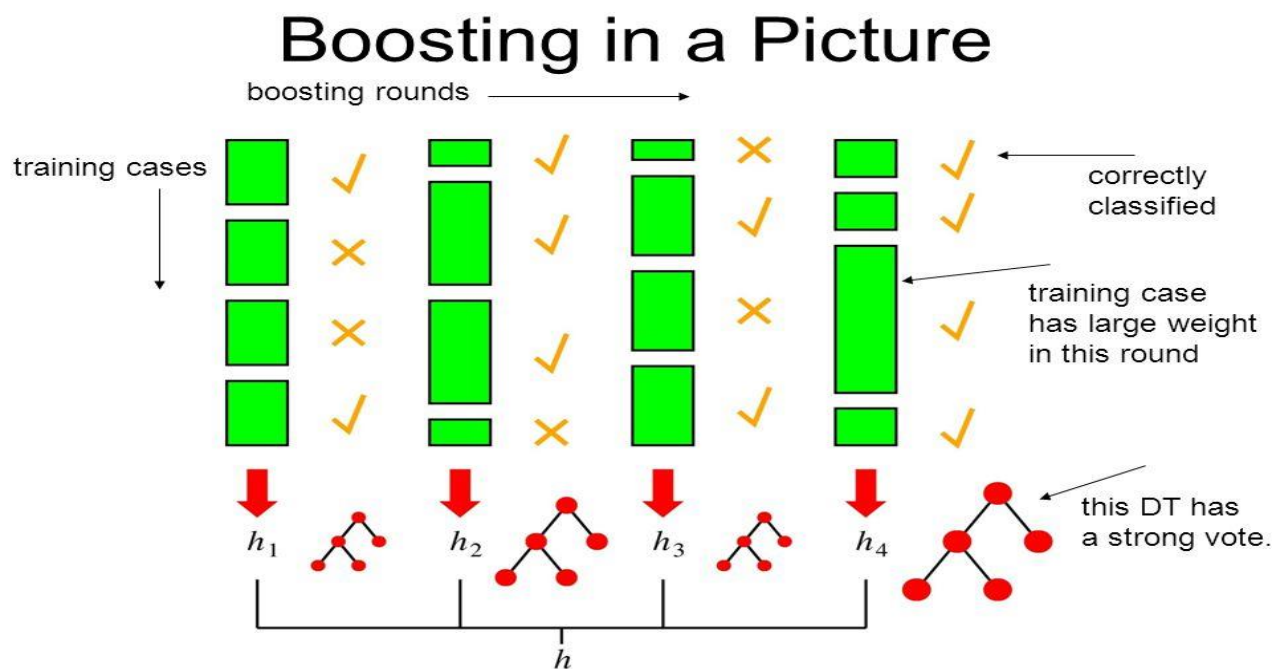 Boosting in a Picture
boosting rounds
training cases
correctly
classified
training case
has large weight
in this round
h₁
h₂
h₃
h₄
this DT has
a strong vote.
h